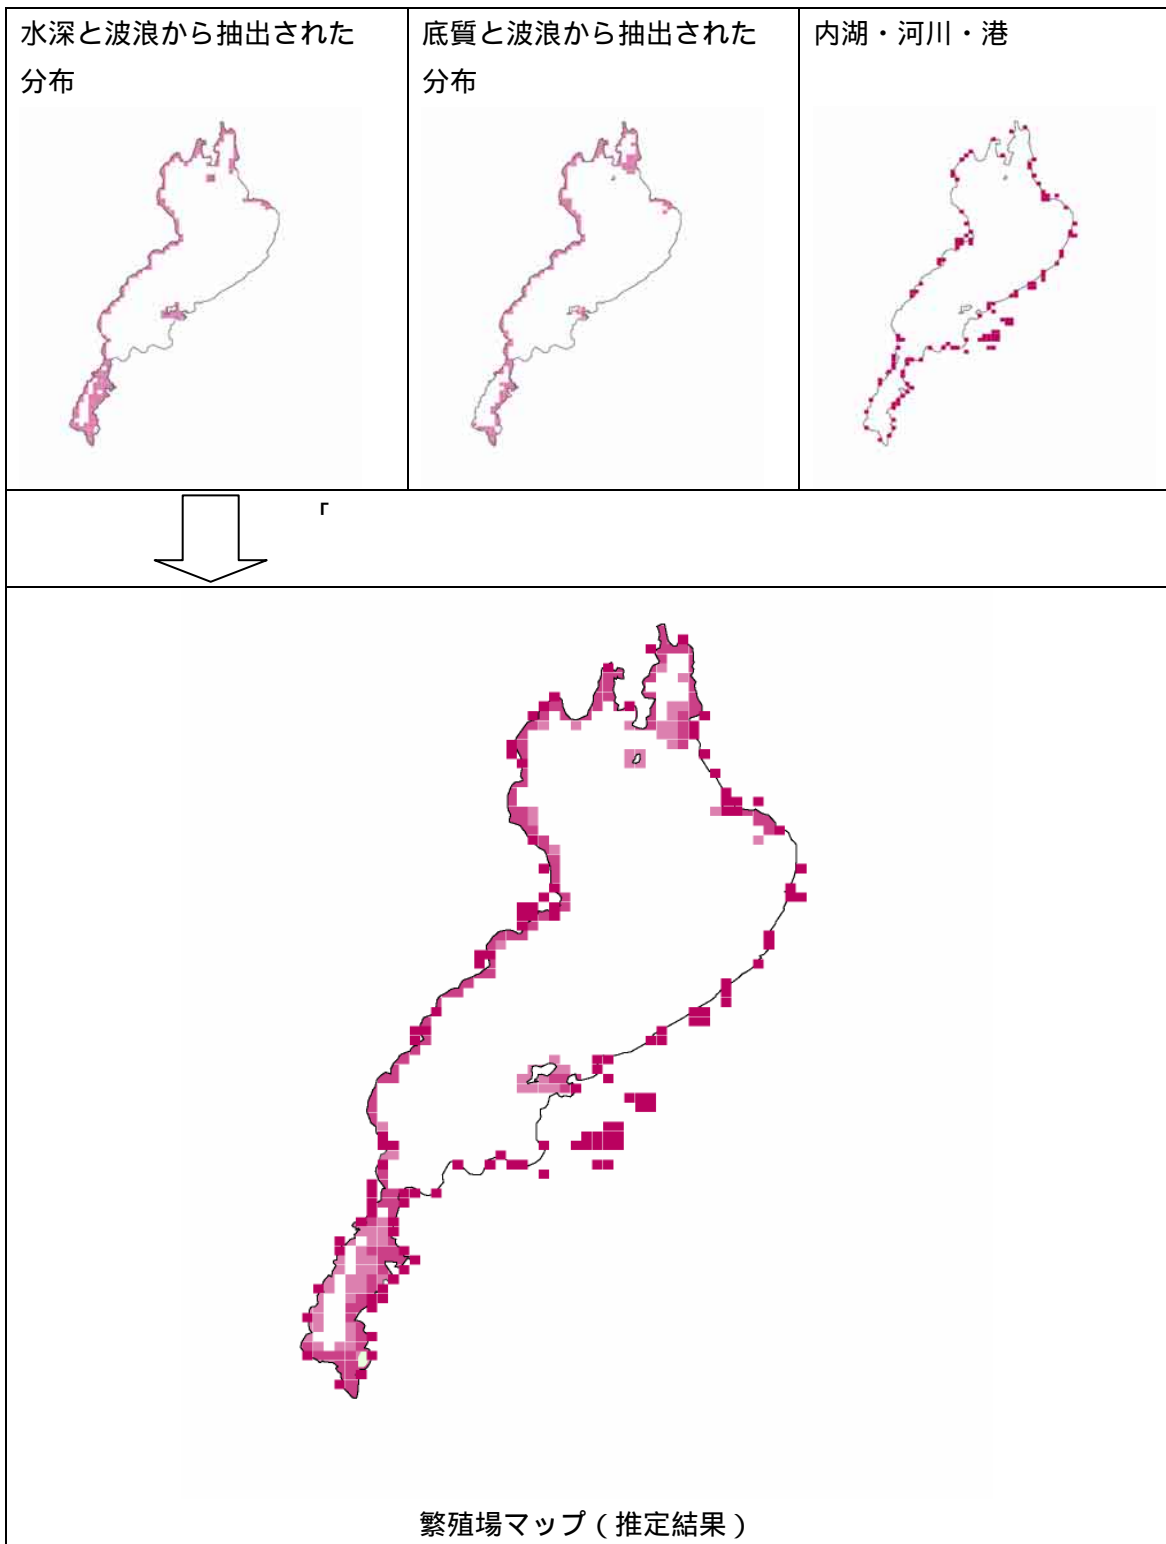 水深と波浪から抽出された
分布
底質と波浪から抽出された
分布
内湖・河川・港
「
繁殖場マップ（推定結果）